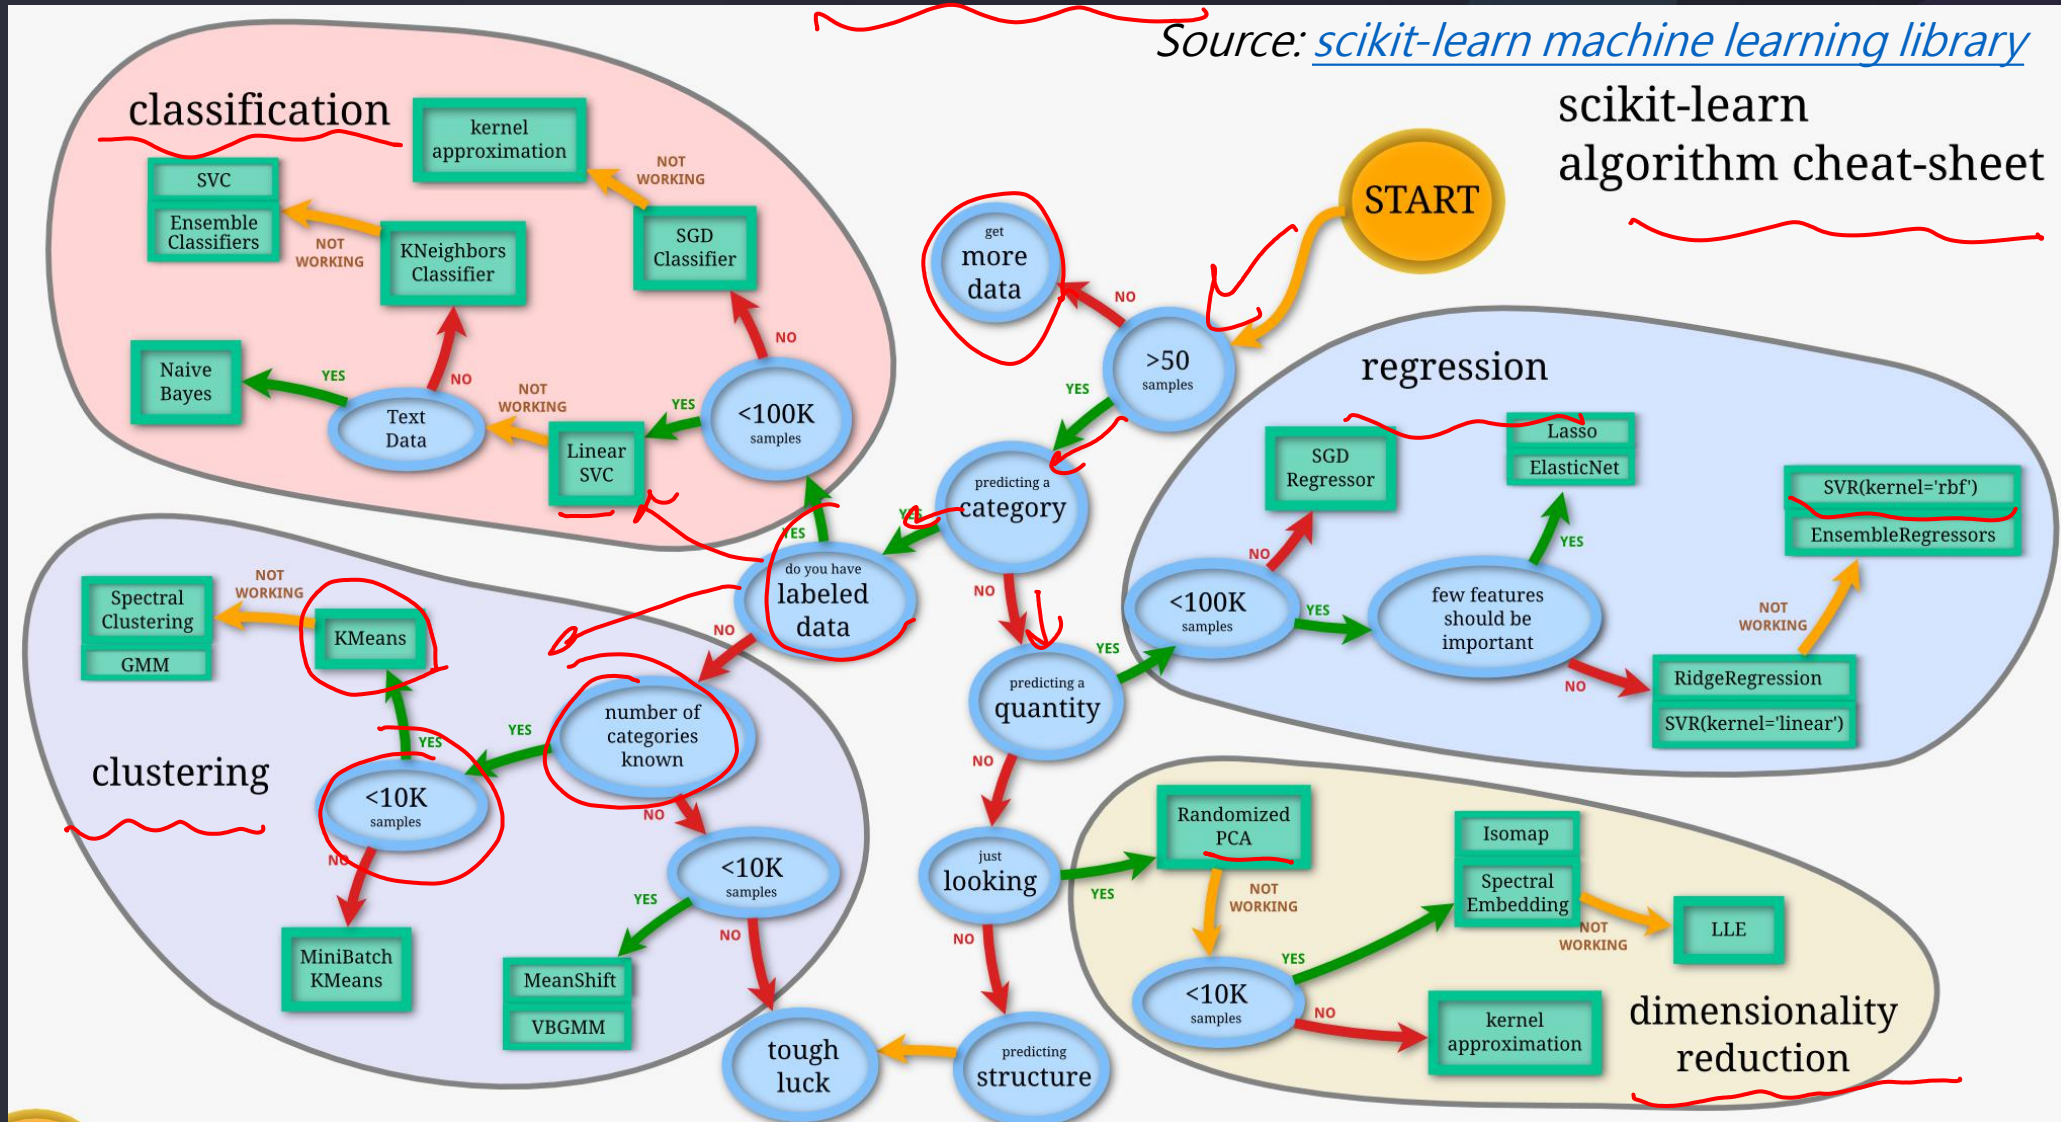 Source: scikit-learn machine learning library
scikit-learn
algorithm cheat-sheet
START
classification
kernel
approximation
NOT
WORKING
SVC
Ensemble
Classifiers
NOT
WORKING
KNeighbors
Classifier
SGD
Classifier
NO
Naive
Bayes
YES
Text
Data
NO
NOT
WORKING
Linear
SVC
YES
<100K
samples
YES
get
more
data
NO
>50
samples
YES
predicting a
category
YES
NO
do you have
labeled
data
NO
predicting a
quantity
YES
NO
just
looking
YES
NO
predicting
structure
tough
luck
regression
SGD
Regressor
Lasso
ElasticNet
SVR(kernel='rbf')
EnsembleRegressors
NO
YES
<100K
samples
YES
few features
should be
important
NOT
WORKING
NO
RidgeRegression
SVR(kernel='linear')
clustering
Spectral
Clustering
GMM
NOT
WORKING
KMeans
YES
number of
categories
known
YES
<10K
samples
NO
NO
MiniBatch
KMeans
<10K
samples
YES
NO
MeanShift
VBGMM
Randomized
PCA
NOT
WORKING
Isomap
Spectral
Embedding
NOT
WORKING
LLE
YES
<10K
samples
NO
kernel
approximation
dimensionality
reduction